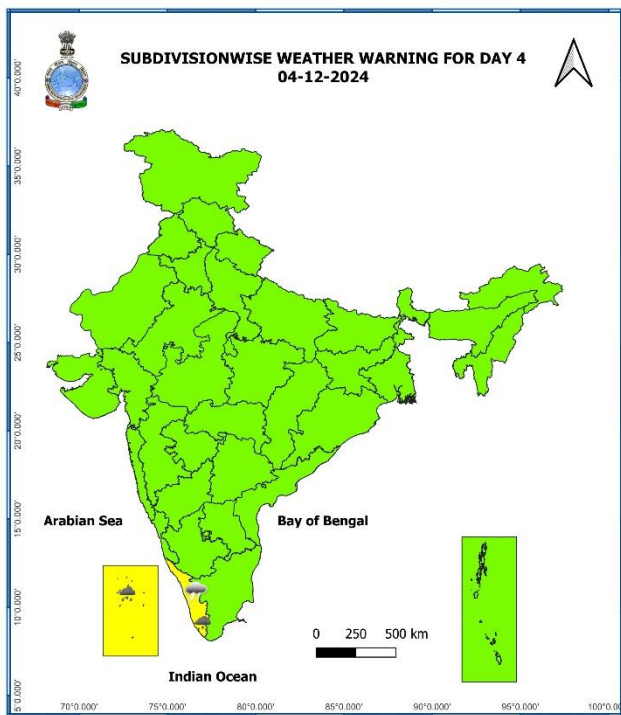 SUBDIVISIONWISE WEATHER WARNING FOR DAY 4
04-12-2024
40°0.000'
35°0.000'
30°0.000'
25°0.000'
20°0.000'
15°0.000'
10°0.000'
5°0.000'
Arabian Sea
Bay of Bengal
0 250 500 km
Indian Ocean
70°0.000' 75°0.000' 80°0.000' 85°0.000' 90°0.000' 95°0.000' 100°0.0